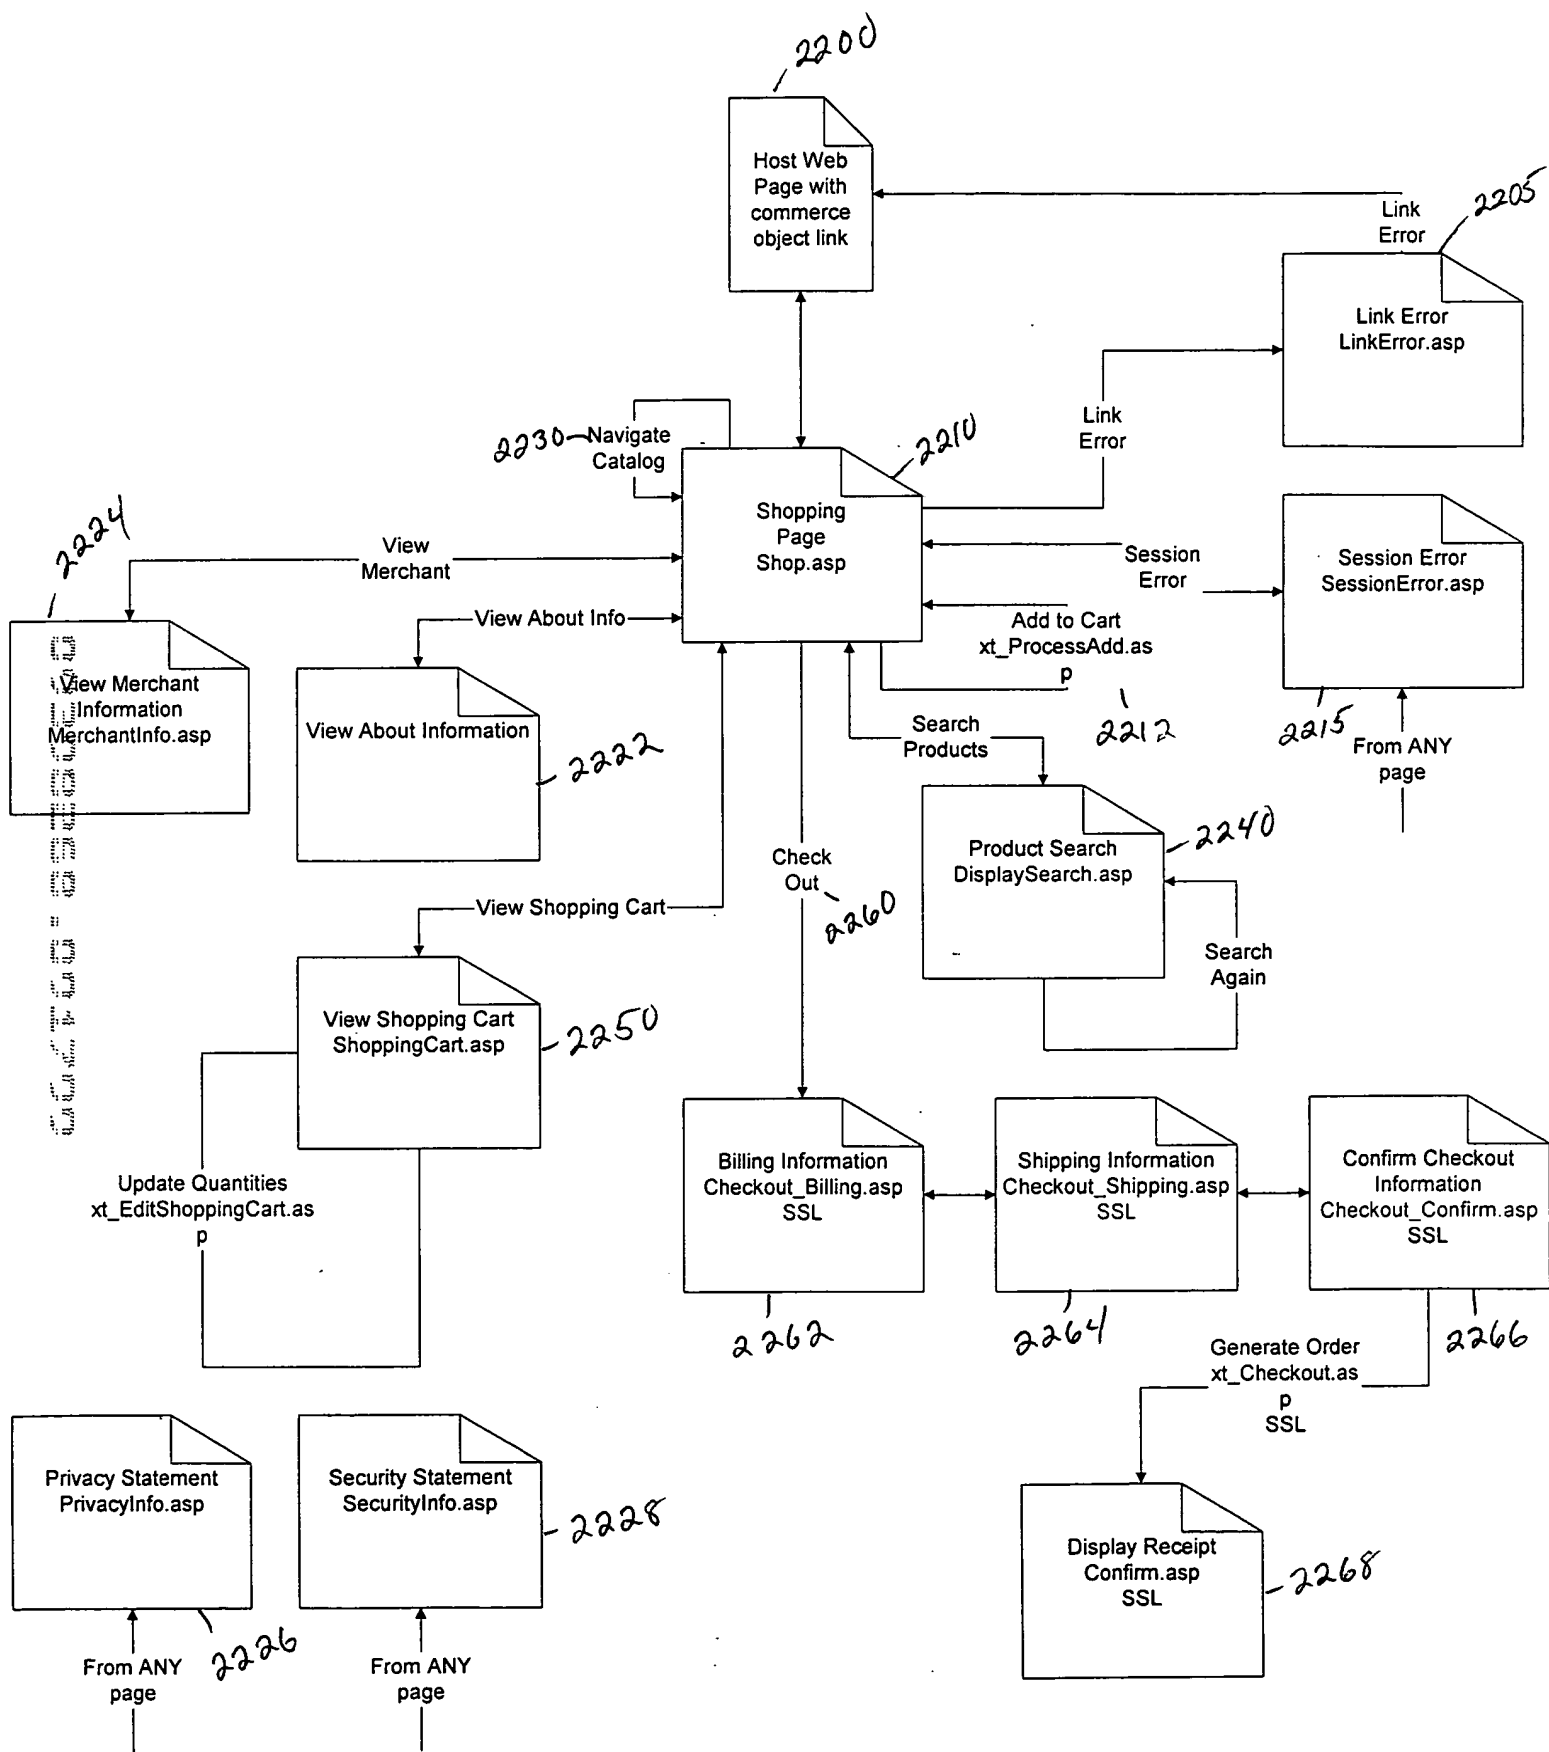 2200
Host Web
Page with
commerce
object link
Link
Error
2205
Link Error
LinkError.asp
Link
Error
2230
Navigate
Catalog
2210
Shopping
Page
Shop.asp
2224
View
Merchant
Session
Error
Session Error
SessionError.asp
View About Info
Add to Cart
xt_ProcessAdd.as
p
2212
2215
From ANY
page
View Merchant
Information
MerchantInfo.asp
View About Information
2222
Search
Products
Product Search
DisplaySearch.asp
2240
Check
Out
2260
View Shopping Cart
Search
Again
View Shopping Cart
ShoppingCart.asp
2250
Update Quantities
xt_EditShoppingCart.as
p
Billing Information
Checkout_Billing.asp
SSL
2262
Shipping Information
Checkout_Shipping.asp
SSL
2264
Confirm Checkout
Information
Checkout_Confirm.asp
SSL
2266
Generate Order
xt_Checkout.as
p
SSL
Privacy Statement
PrivacyInfo.asp
2226
From ANY
page
Security Statement
SecurityInfo.asp
2228
From ANY
page
Display Receipt
Confirm.asp
SSL
2268